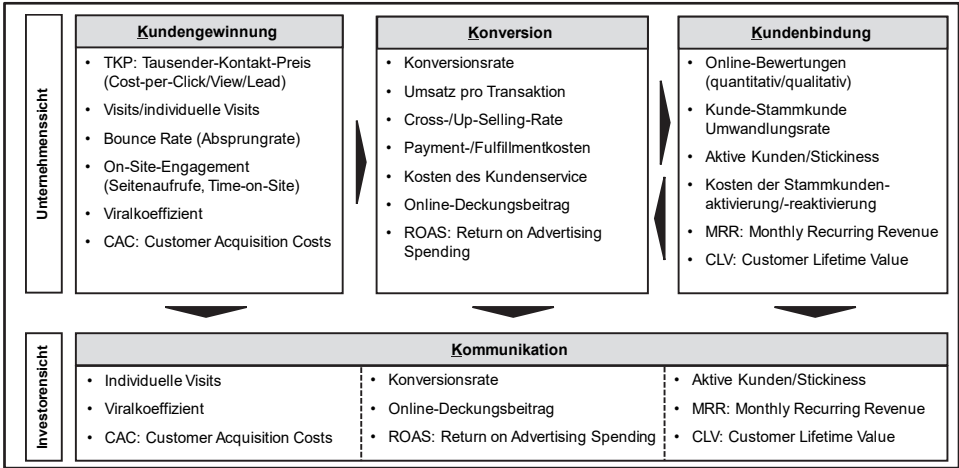 Unternehmenssicht
Kundengewinnung
• TKP: Tausender-Kontakt-Preis
(Cost-per-Click/View/Lead)
• Visits/individuelle Visits
• Bounce Rate (Absprungrate)
• On-Site-Engagement
(Seitenaufrufe, Time-on-Site)
• Viralkoeffizient
• CAC: Customer Acquisition Costs
Konversion
• Konversionsrate
• Umsatz pro Transaktion
• Cross-/Up-Selling-Rate
• Payment-/Fulfillmentkosten
• Kosten des Kundenservice
• Online-Deckungsbeitrag
• ROAS: Return on Advertising
Spending
Kundenbindung
• Online-Bewertungen
(quantitativ/qualitativ)
• Kunde-Stammkunde
Umwandlungsrate
• Aktive Kunden/Stickiness
• Kosten der Stammkunden-
aktivierung/-reaktivierung
• MRR: Monthly Recurring Revenue
• CLV: Customer Lifetime Value
Investorensicht
Kommunikation
• Individuelle Visits
• Viralkoeffizient
• CAC: Customer Acquisition Costs
• Konversionsrate
• Online-Deckungsbeitrag
• ROAS: Return on Advertising Spending
• Aktive Kunden/Stickiness
• MRR: Monthly Recurring Revenue
• CLV: Customer Lifetime Value